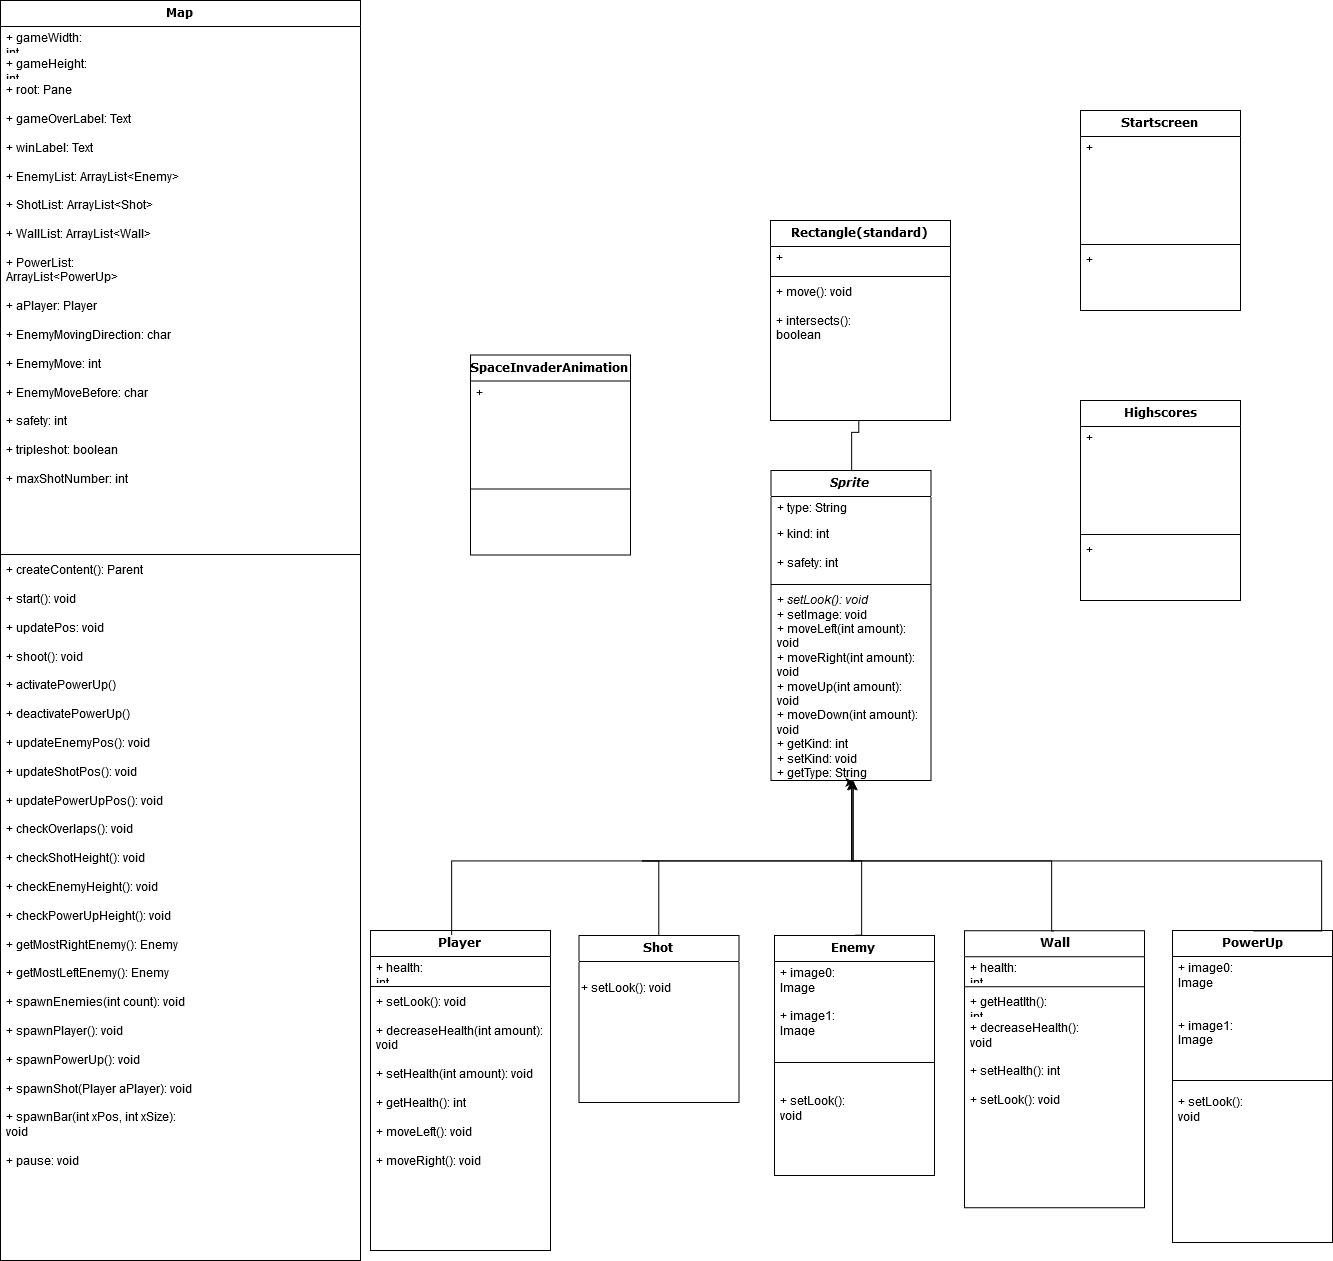 Map
+ gameWidth:
int
+ gameHeight:
int
+ root: Pane
+ gameOverLabel: Text
+ winLabel: Text
+ EnemyList: ArrayList<Enemy>
+ ShotList: ArrayList<Shot>
+ WallList: ArrayList<Wall>
+ PowerList:
ArrayList<PowerUp>
+ aPlayer: Player
+ EnemyMovingDirection: char
+ EnemyMove: int
+ EnemyMoveBefore: char
+ safety: int
+ tripleshot: boolean
+ maxShotNumber: int
+ createContent(): Parent
+ start(): void
+ updatePos: void
+ shoot(): void
+ activatePowerUp()
+ deactivatePowerUp()
+ updateEnemyPos(): void
+ updateShotPos(): void
+ updatePowerUpPos(): void
+ checkOverlaps(): void
+ checkShotHeight(): void
+ checkEnemyHeight(): void
+ checkPowerUpHeight(): void
+ getMostRightEnemy(): Enemy
+ getMostLeftEnemy(): Enemy
+ spawnEnemies(int count): void
+ spawnPlayer(): void
+ spawnPowerUp(): void
+ spawnShot(Player aPlayer): void
+ spawnBar(int xPos, int xSize):
void
+ pause: void
SpaceInvaderAnimation
+
Rectangle(standard)
+
+ move(): void
+ intersects():
boolean
Startscreen
+
+
Highscores
+
+
Sprite
+ type: String
+ kind: int
+ safety: int
+ setLook(): void
+ setImage: void
+ moveLeft(int amount):
void
+ moveRight(int amount):
void
+ moveUp(int amount):
void
+ moveDown(int amount):
void
+ getKind: int
+ setKind: void
+ getType: String
Player
+ health:
int
+ setLook(): void
+ decreaseHealth(int amount):
void
+ setHealth(int amount): void
+ getHealth(): int
+ moveLeft(): void
+ moveRight(): void
Shot
+ setLook(): void
Enemy
+ image0:
Image
+ image1:
Image
+ setLook():
void
Wall
+ health:
int
+ getHeatlth():
int
+ decreaseHealth():
void
+ setHealth(): int
+ setLook(): void
PowerUp
+ image0:
Image
+ image1:
Image
+ setLook():
void